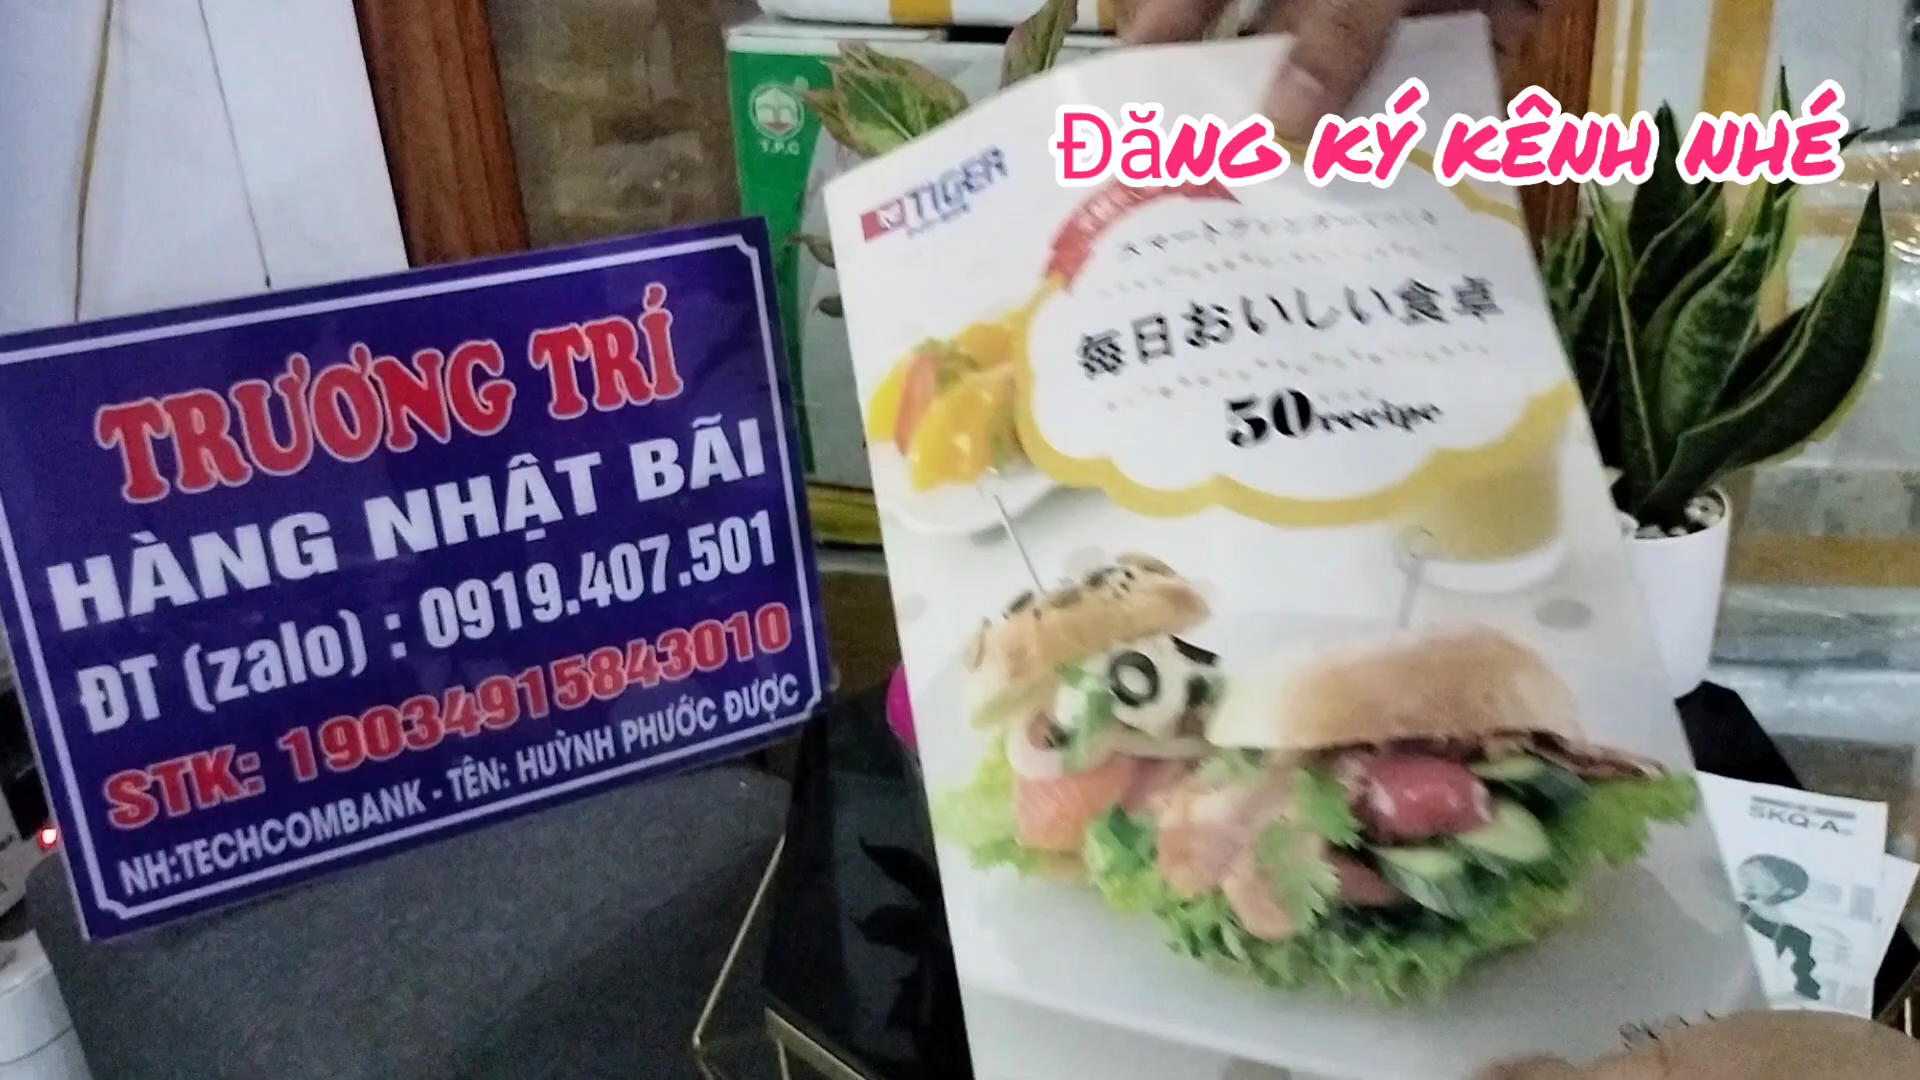 Đăng ký kênh nhé
TRƯƠNG TRÍ
HÀNG NHẬT BÃI
ĐT (zalo) : 0919.407.501
STK: 19034915843010
NH:TECHCOMBANK - TÊN: HUỲNH PHƯỚC ĐƯỢC
T.P.C
TIGER
毎日おいしい食卓
50recipe
SKQ-A